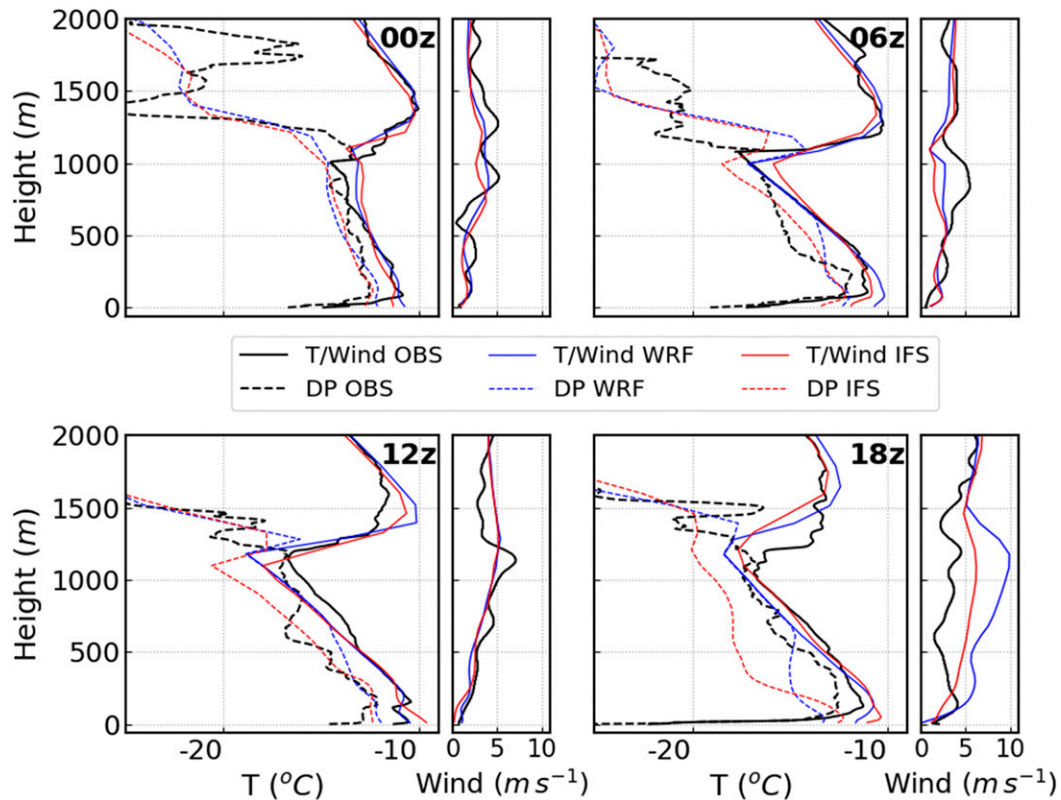 2000
1500
1000
500
0
Height (m)
00z
06z
T/Wind OBS
T/Wind WRF
T/Wind IFS
DP OBS
DP WRF
DP IFS
2000
1500
1000
500
0
Height (m)
12z
18z
-20 -10 0 5 10 -20 -10 0 5 10
T (°C) Wind (m s⁻¹) T (°C) Wind (m s⁻¹)